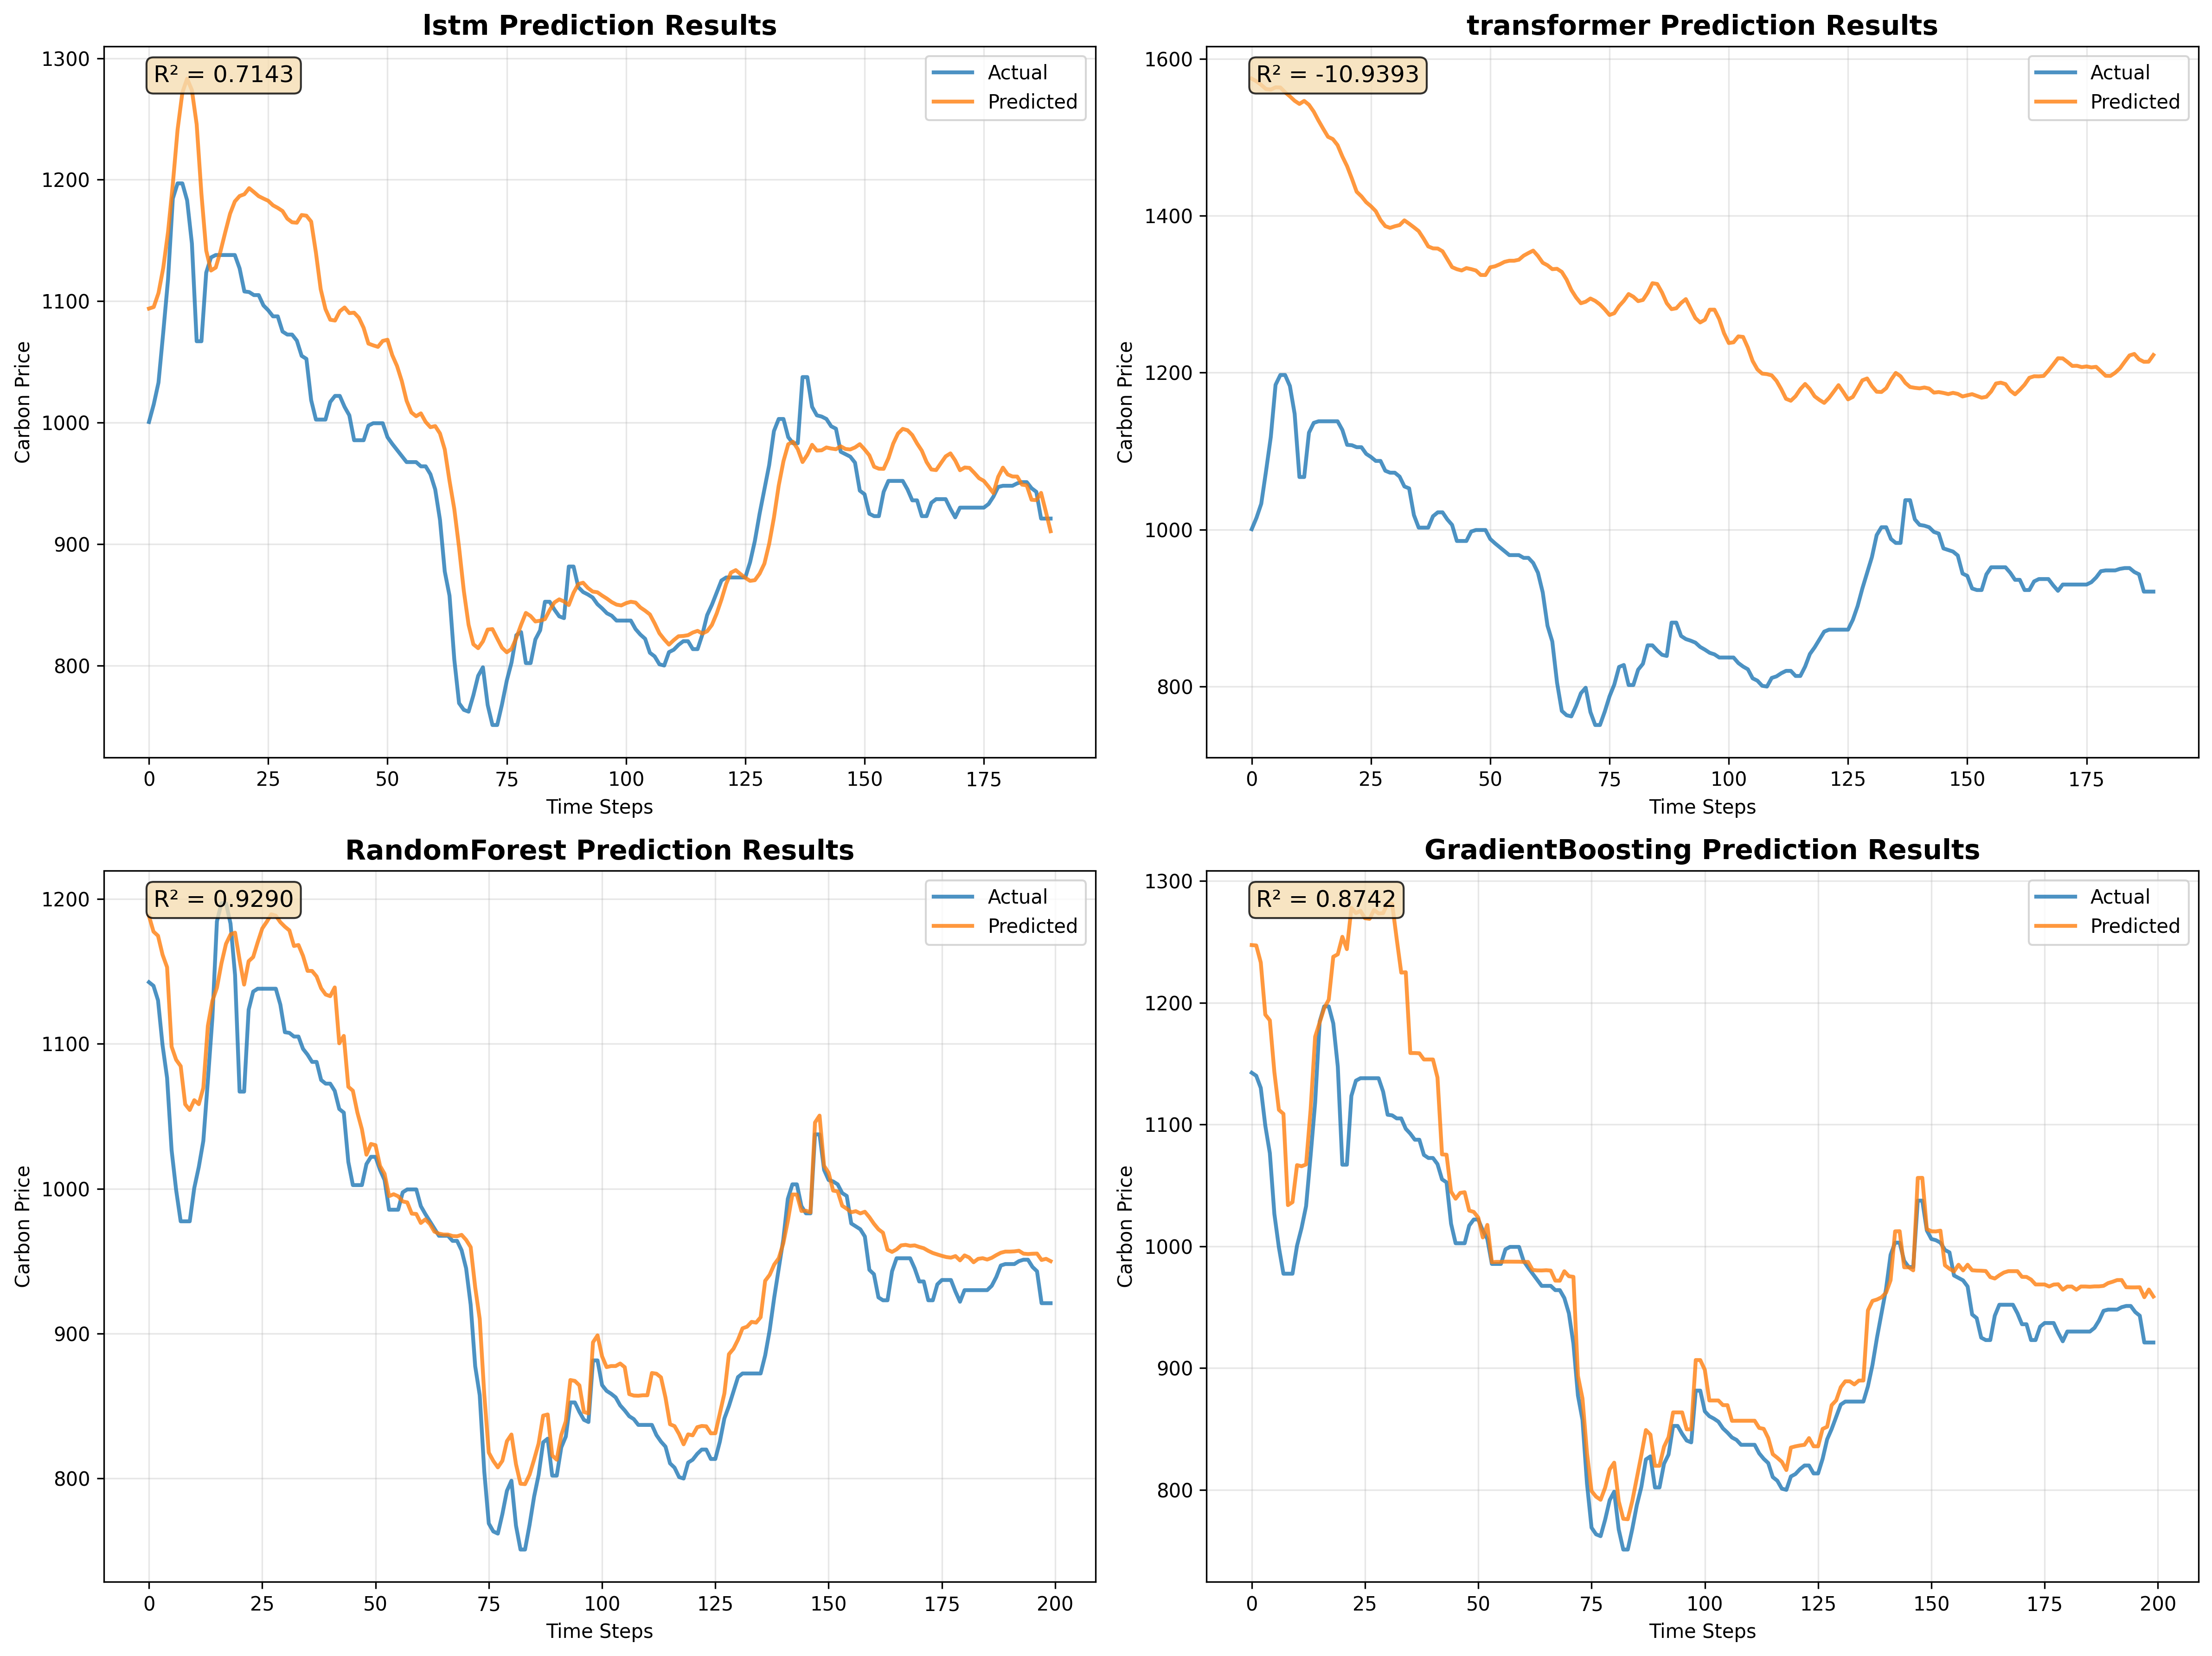 lstm Prediction Results
R² = 0.7143
Actual
Predicted
1300
1200
1100
1000
900
800
Carbon Price
0 25 50 75 100 125 150 175
Time Steps
transformer Prediction Results
R² = -10.9393
Actual
Predicted
1600
1400
1200
1000
800
Carbon Price
0 25 50 75 100 125 150 175
Time Steps
RandomForest Prediction Results
R² = 0.9290
Actual
Predicted
1200
1100
1000
900
800
Carbon Price
0 25 50 75 100 125 150 175 200
Time Steps
GradientBoosting Prediction Results
R² = 0.8742
Actual
Predicted
1300
1200
1100
1000
900
800
Carbon Price
0 25 50 75 100 125 150 175 200
Time Steps